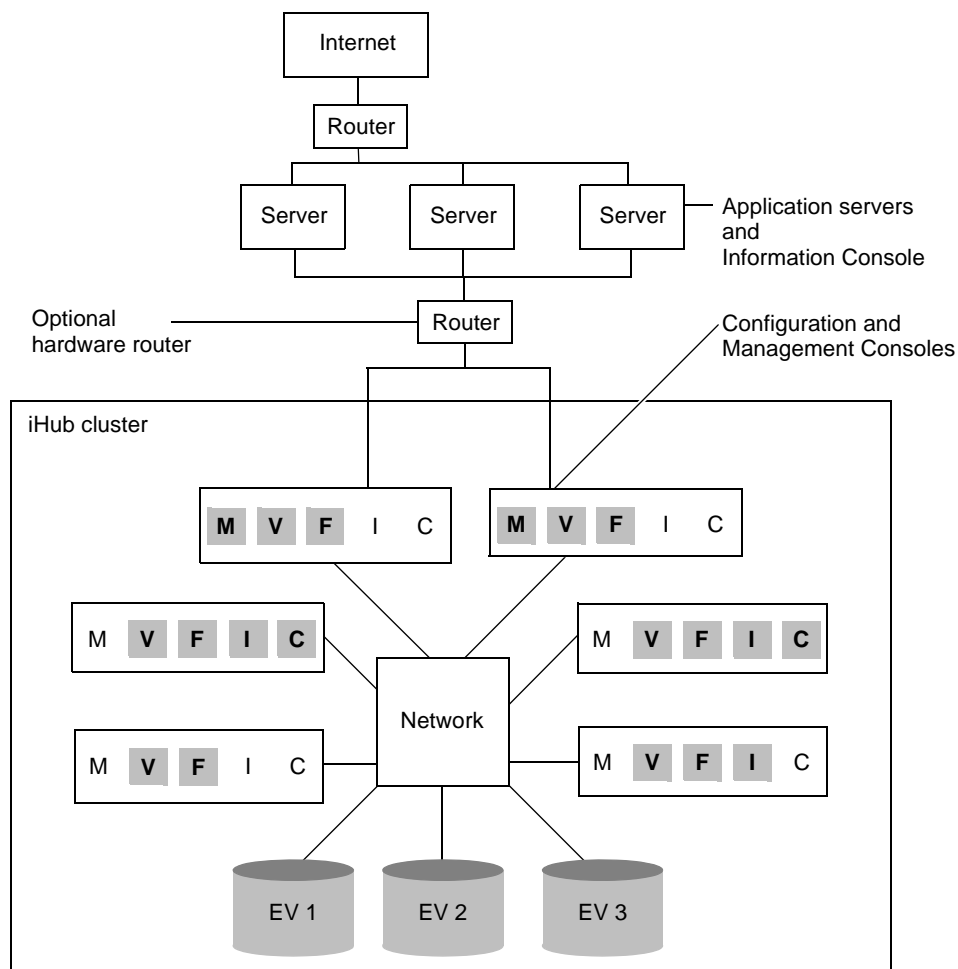 Internet
Router
Server
Server
Server
Application servers
and
Information Console
Optional
hardware router
Router
Configuration and
Management Consoles
iHub cluster
M V F I C
M V F I C
M V F I C
M V F I C
Network
M V F I C
M V F I C
EV 1
EV 2
EV 3